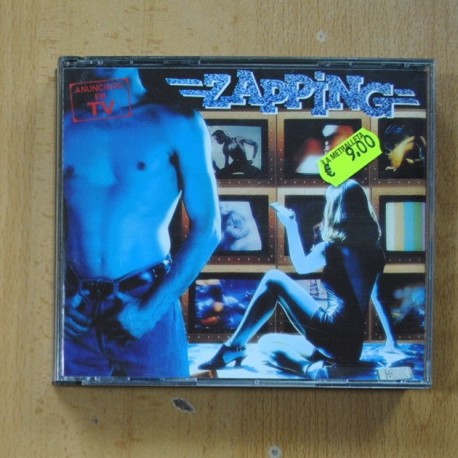 ANUNCIADO
EN
TV
ZAPPING
LA METRALLETA
€ 9,00